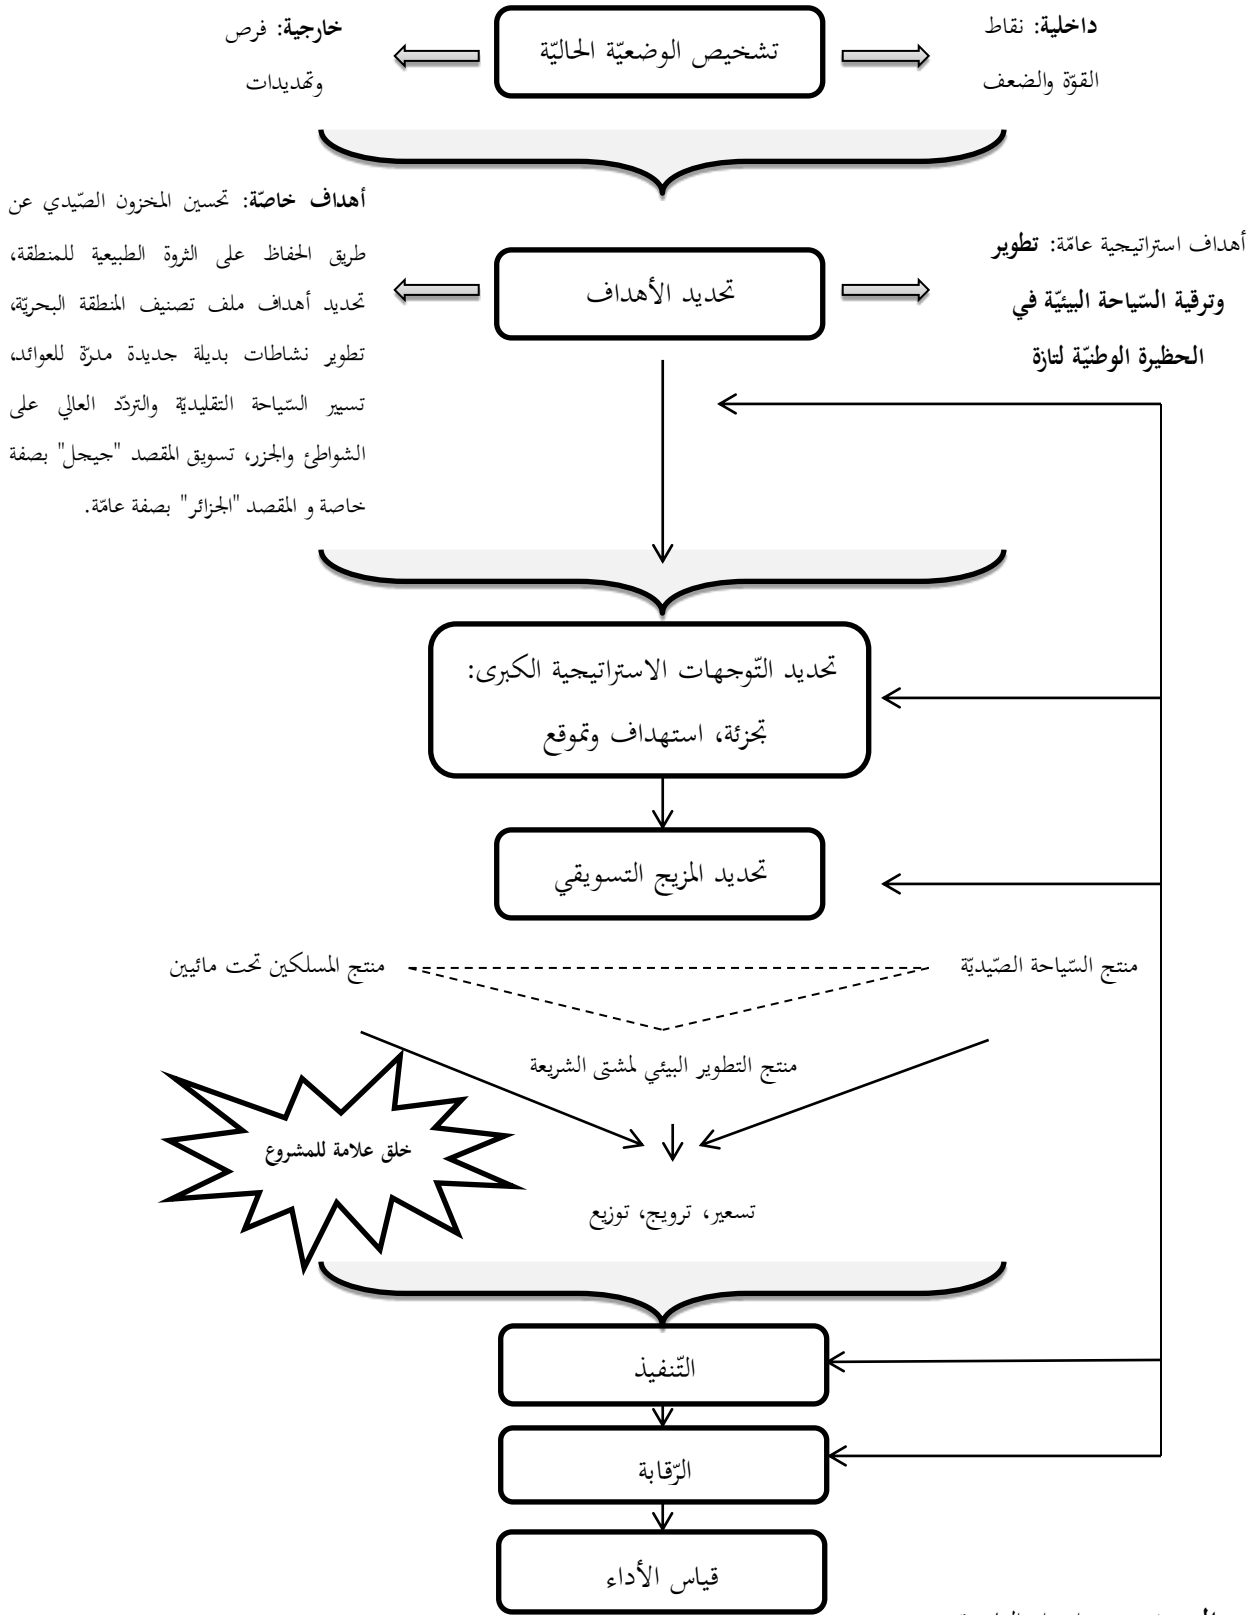 داخلية: نقاط
القوّة والضعف
تشخيص الوضعيّة الحاليّة
خارجية: فرص
وتهديدات
أهداف استراتيجية عامّة: تطوير
وترقية السّياحة البيئيّة في
الحظيرة الوطنيّة لتازة
تحديد الأهداف
أهداف خاصّة: تحسين المخزون الصّيدي عن
طريق الحفاظ على الثروة الطبيعية للمنطقة،
تحديد أهداف ملف تصنيف المنطقة البحريّة،
تطوير نشاطات بديلة جديدة مدرّة للعوائد،
تسيير السّياحة التقليديّة والتردّد العالي على
الشواطئ والجزر، تسويق المقصد "جيجل" بصفة
خاصة و المقصد "الجزائر" بصفة عامّة.
تحديد التّوجهات الاستراتيجية الكبرى:
تجزئة، استهداف وتموقع
تحديد المزيج التسويقي
منتج السّياحة الصّيديّة
منتج المسلكين تحت مائيين
منتج التطوير البيئي لمشتى الشريعة
خلق علامة للمشروع
تسعير، ترويج، توزيع
التّنفيذ
الرّقابة
قياس الأداء